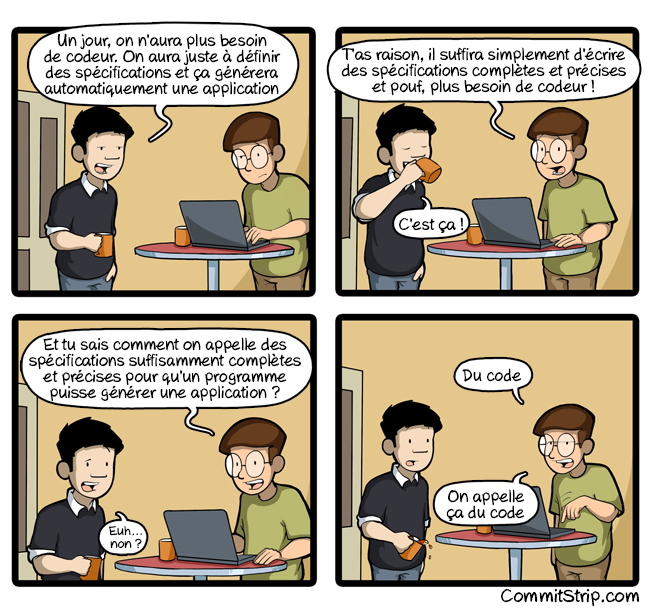 Un jour, on n'aura plus besoin
de codeur. On aura juste à définir
des spécifications et ça générera
automatiquement une application
T'as raison, il suffira simplement d'écrire
des spécifications complètes et précises
et pouf, plus besoin de codeur !
C'est ça !
Et tu sais comment on appelle des
spécifications suffisamment complètes
et précises pour qu'un programme
puisse générer une application ?
Euh...
non ?
Du code
On appelle
ça du code
CommitStrip.com